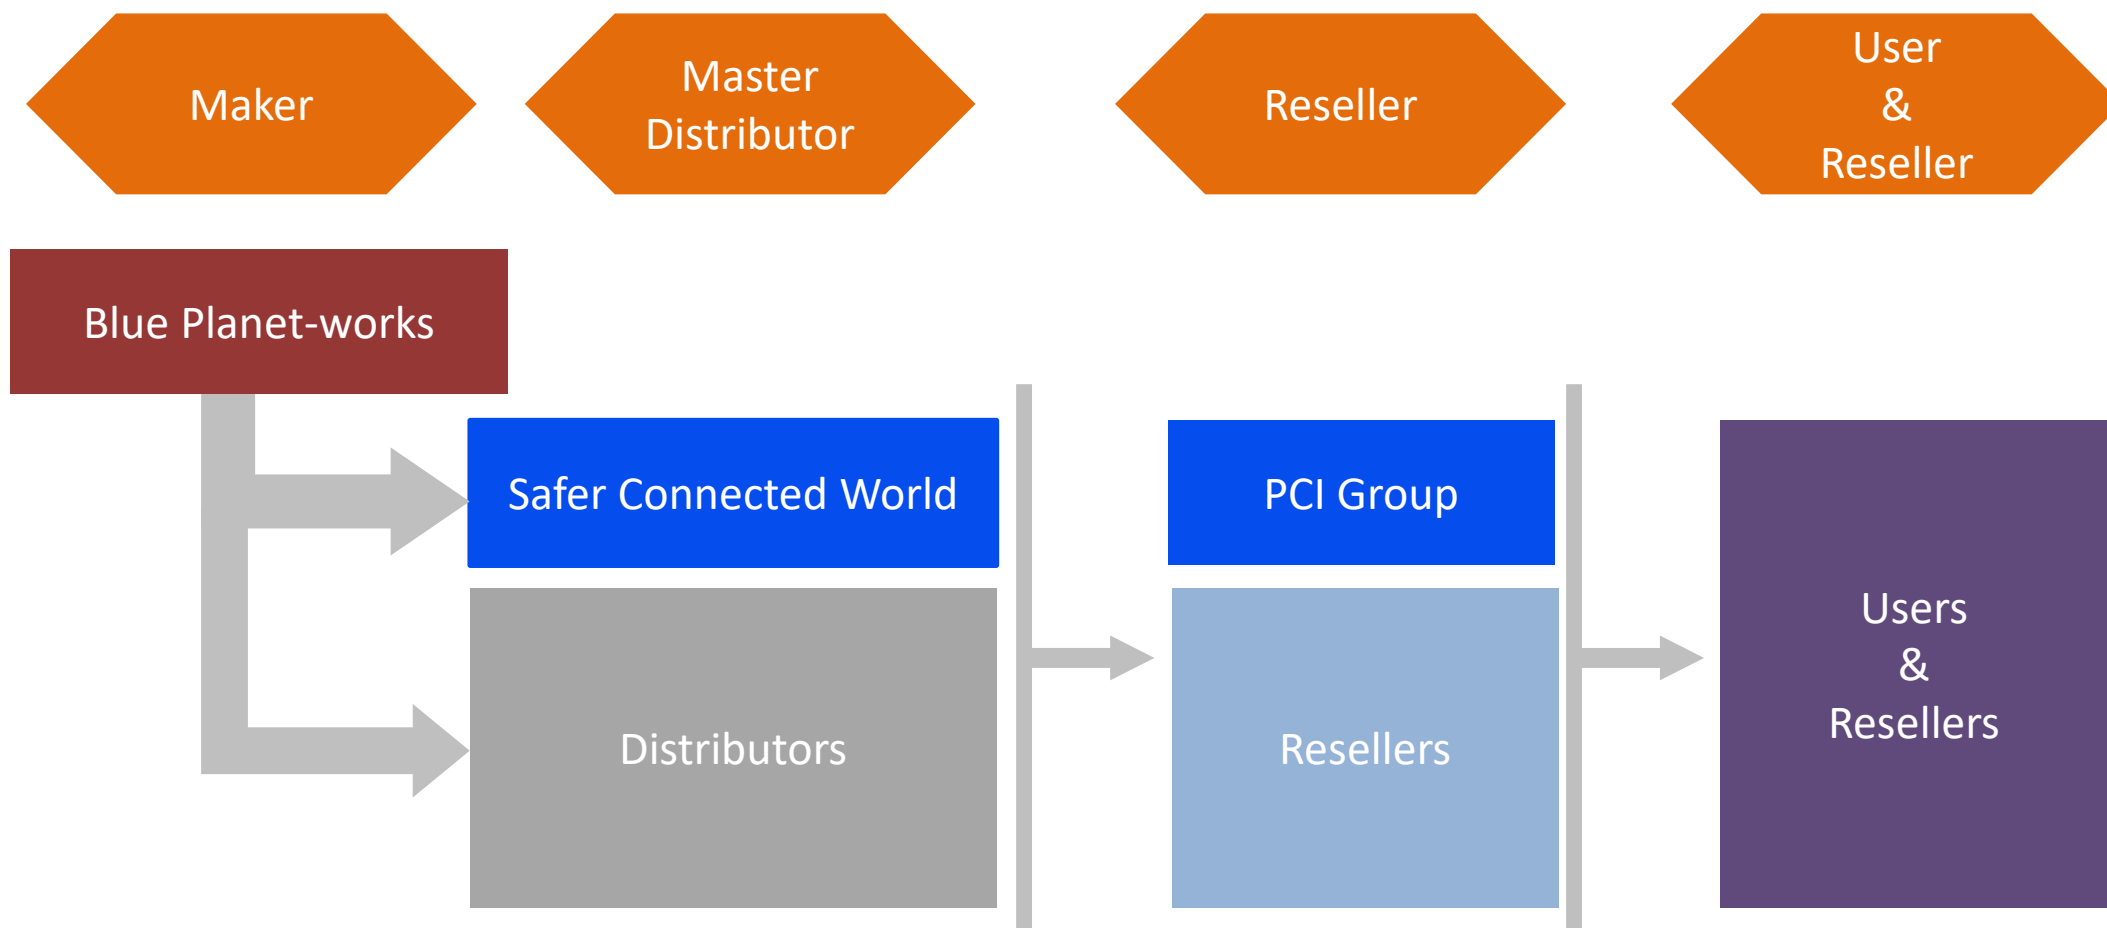 Maker
Master
Distributor
Reseller
User
&
Reseller
Blue Planet-works
Safer Connected World
PCI Group
Distributors
Resellers
Users
&
Resellers